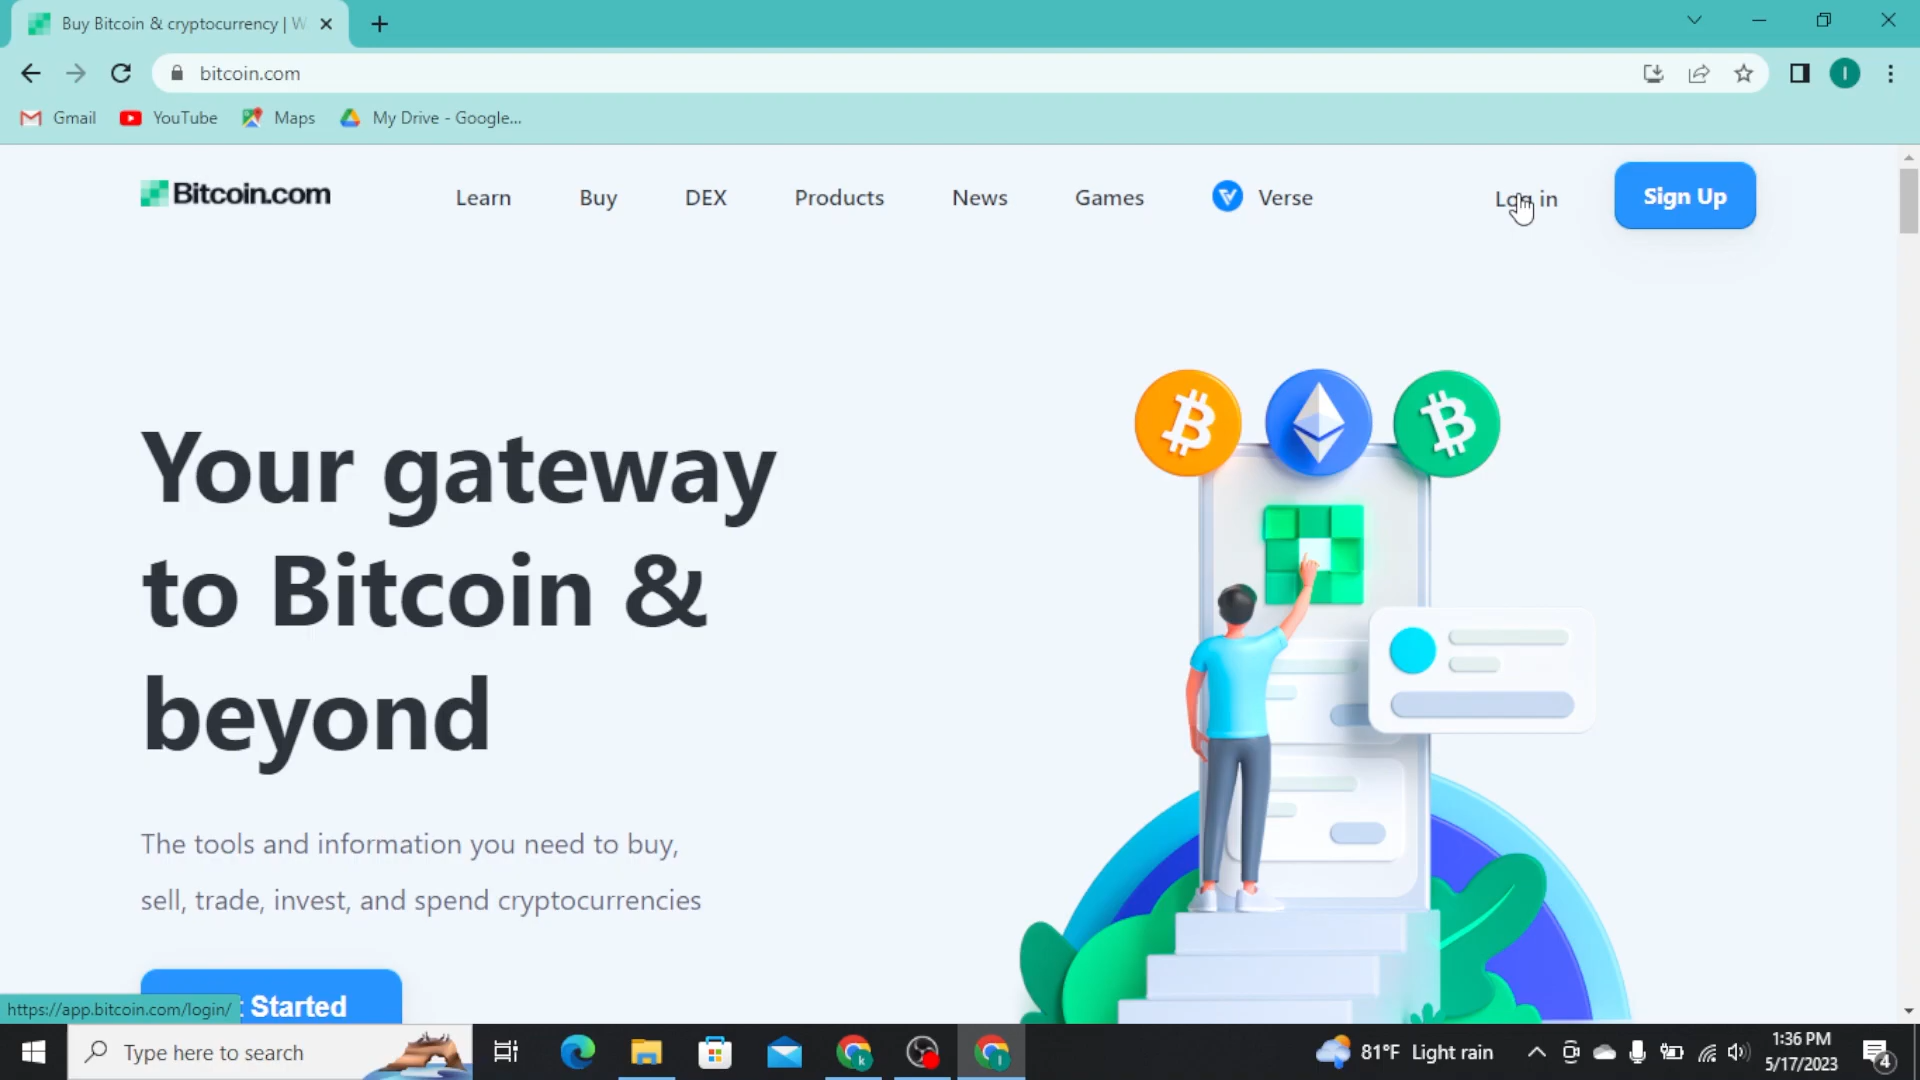 Buy Bitcoin & cryptocurrency | W
bitcoin.com
I
Gmail YouTube Maps My Drive - Google...
Bitcoin.com Learn Buy DEX Products News Games Verse Log in Sign Up
Your gateway
to Bitcoin &
beyond
The tools and information you need to buy,
sell, trade, invest, and spend cryptocurrencies
Started
https://app.bitcoin.com/login/
Type here to search
k
I
81°F Light rain
1:36 PM
5/17/2023
4